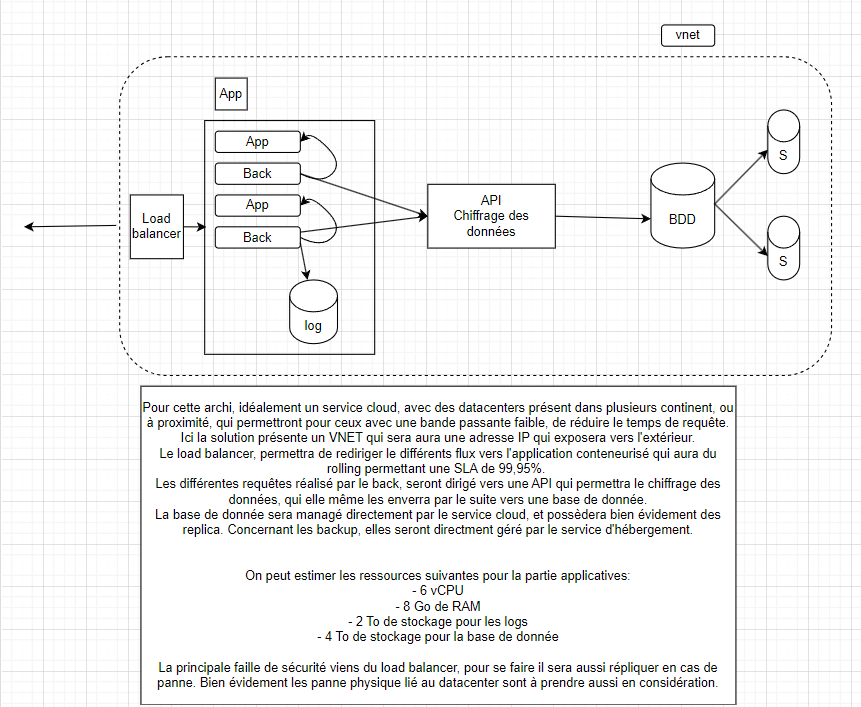 vnet
App
App
Back
App
Back
Load
balancer
log
API
Chiffrage des
données
BDD
S
S
Pour cette archi, idéalement un service cloud, avec des datacenters présent dans plusieurs continent, ou
à proximité, qui permettront pour ceux avec une bande passante faible, de réduire le temps de requête.
Ici la solution présente un VNET qui sera aura une adresse IP qui exposera vers l'extérieur.
Le load balancer, permettra de rediriger le différents flux vers l'application conteneurisé qui aura du
rolling permettant une SLA de 99,95%.
Les différentes requêtes réalisé par le back, seront dirigé vers une API qui permettra le chiffrage des
données, qui elle même les enverra par le suite vers une base de donnée.
La base de donnée sera managé directement par le service cloud, et possèdera bien évidement des
replica. Concernant les backup, elles seront directment géré par le service d'hébergement.
On peut estimer les ressources suivantes pour la partie applicatives:
- 6 vCPU
- 8 Go de RAM
- 2 To de stockage pour les logs
- 4 To de stockage pour la base de donnée
La principale faille de sécurité viens du load balancer, pour se faire il sera aussi répliquer en cas de
panne. Bien évidement les panne physique lié au datacenter sont à prendre aussi en considération.